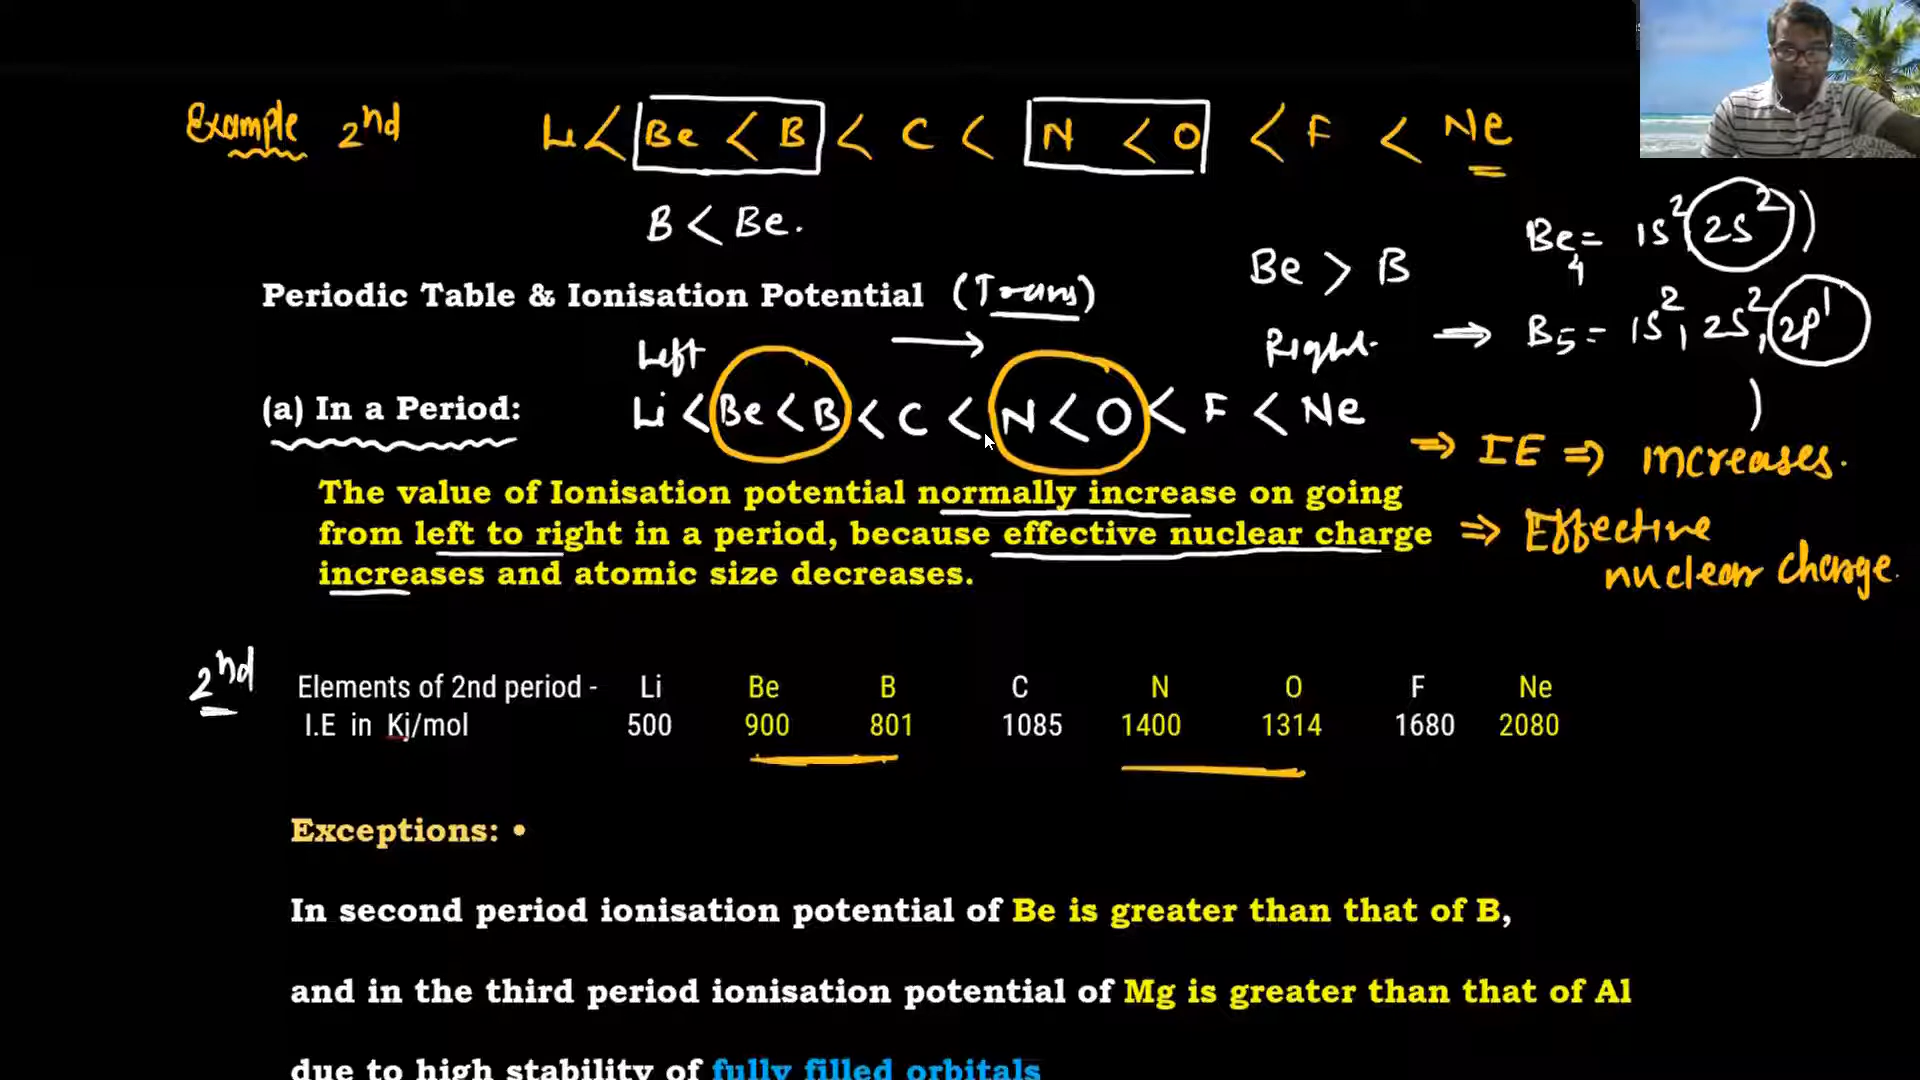 Example 2nd Li < Be < B < C < N < O < F < Ne
B < Be.
Be > B
Be4 = 1s² 2s² )
Periodic Table & Ionisation Potential (Trans)
Left → Right
⇒ B5 = 1s², 2s², 2p¹
(a) In a Period: Li < Be < B < C < N < O < F < Ne
)
⇒ IE ⇒ increases.
The value of Ionisation potential normally increase on going
from left to right in a period, because effective nuclear charge
increases and atomic size decreases.
⇒ Effective
nuclear charge.
2nd
Elements of 2nd period - Li Be B C N O F Ne
I.E in Kj/mol 500 900 801 1085 1400 1314 1680 2080
Exceptions: •
In second period ionisation potential of Be is greater than that of B,
and in the third period ionisation potential of Mg is greater than that of Al
due to high stability of fully filled orbitals